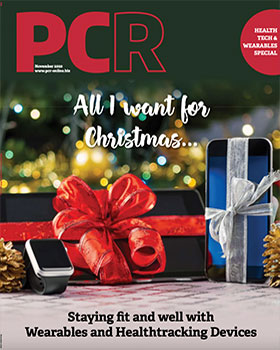 PCR
November 2020
www.pcr-online.biz
HEALTH
TECH &
WEARABLES
SPECIAL
All I want for
Christmas...
Staying fit and well with
Wearables and Healthtracking Devices